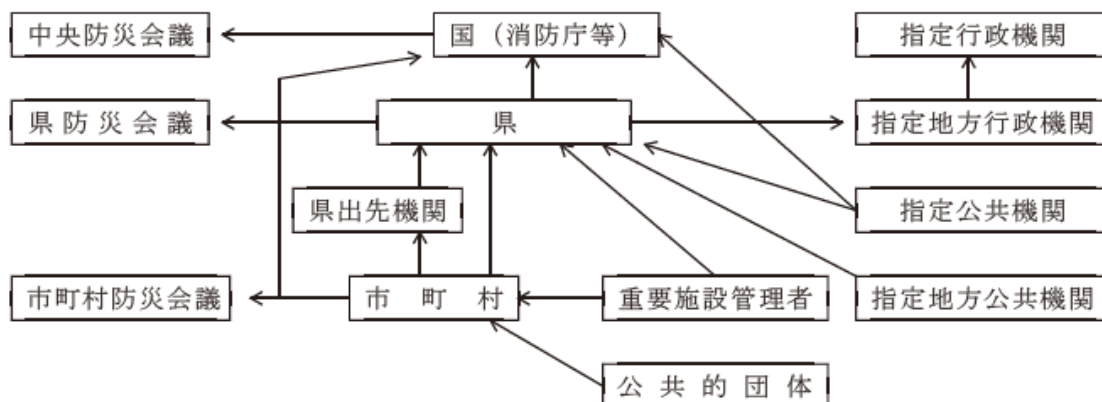 中央防災会議
国（消防庁等）
指定行政機関
県防災会議
県
指定地方行政機関
県出先機関
指定公共機関
市町村防災会議
市町村
重要施設管理者
指定地方公共機関
公共的団体